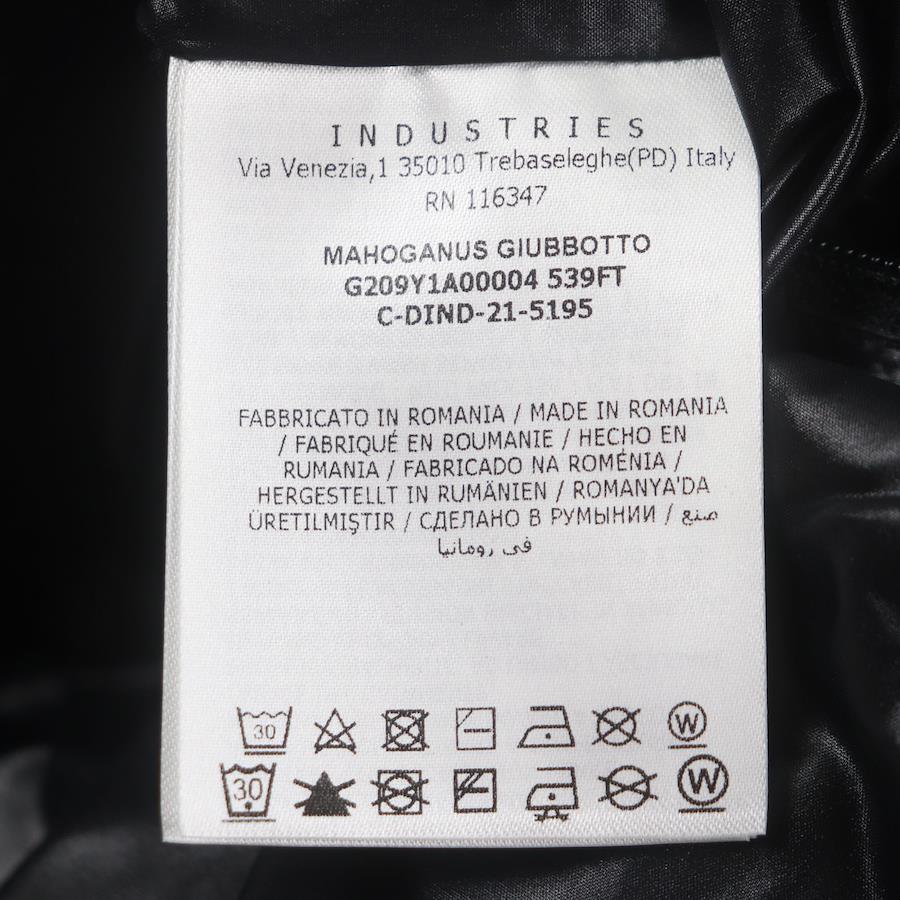 INDUSTRIES
Via Venezia,1 35010 Trebaseleghe(PD) Italy
RN 116347
MAHOGANUS GIUBBOTTO
G209Y1A00004 539FT
C-DIND-21-5195
FABBRICATO IN ROMANIA / MADE IN ROMANIA
/ FABRIQUÉ EN ROUMANIE / HECHO EN
RUMANIA / FABRICADO NA ROMÉNIA /
HERGESTELLT IN RUMÄNIEN / ROMANYA'DA
ÜRETILMIŞTIR / СДЕЛАНО В РУМЫНИИ / صنع
في رومانيا
30 W
30 W